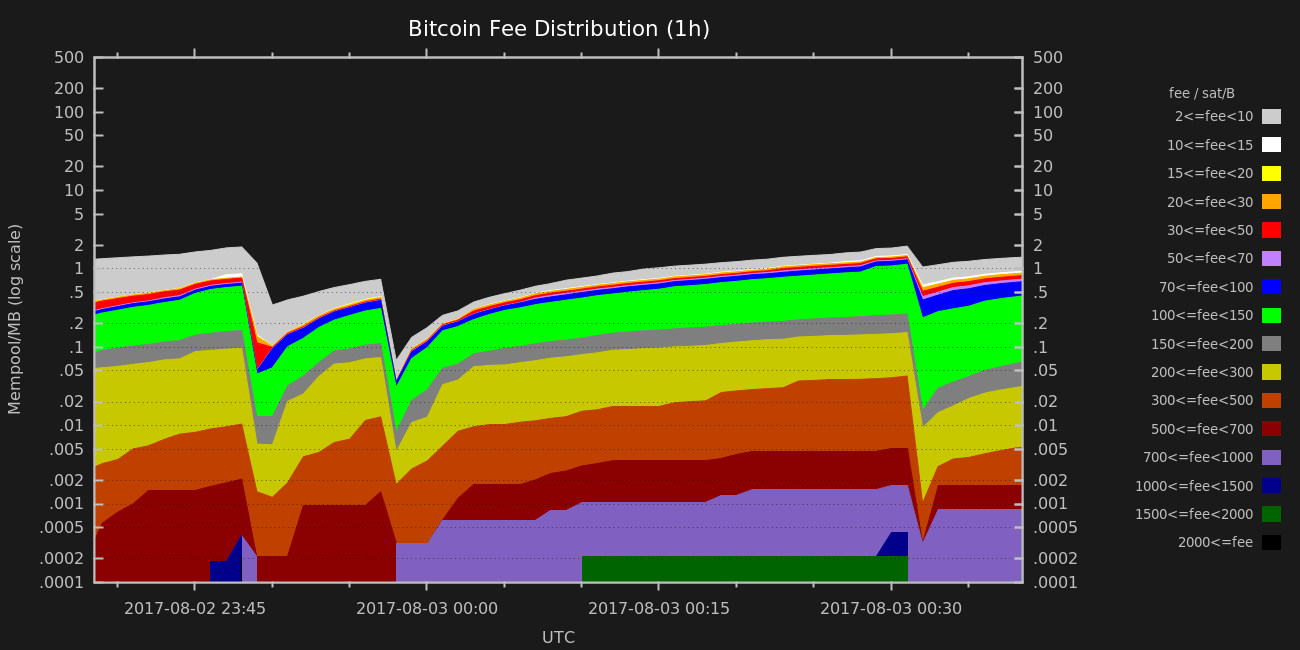 Bitcoin Fee Distribution (1h)
Mempool/MB (log scale)
500
200
100
50
20
10
5
2
1
.5
.2
.1
.05
.02
.01
.005
.002
.001
.0005
.0002
.0001
500
200
100
50
20
10
5
2
1
.5
.2
.1
.05
.02
.01
.005
.002
.001
.0005
.0002
.0001
2017-08-02 23:45
2017-08-03 00:00
2017-08-03 00:15
2017-08-03 00:30
UTC
fee / sat/B
2<=fee<10
10<=fee<15
15<=fee<20
20<=fee<30
30<=fee<50
50<=fee<70
70<=fee<100
100<=fee<150
150<=fee<200
200<=fee<300
300<=fee<500
500<=fee<700
700<=fee<1000
1000<=fee<1500
1500<=fee<2000
2000<=fee